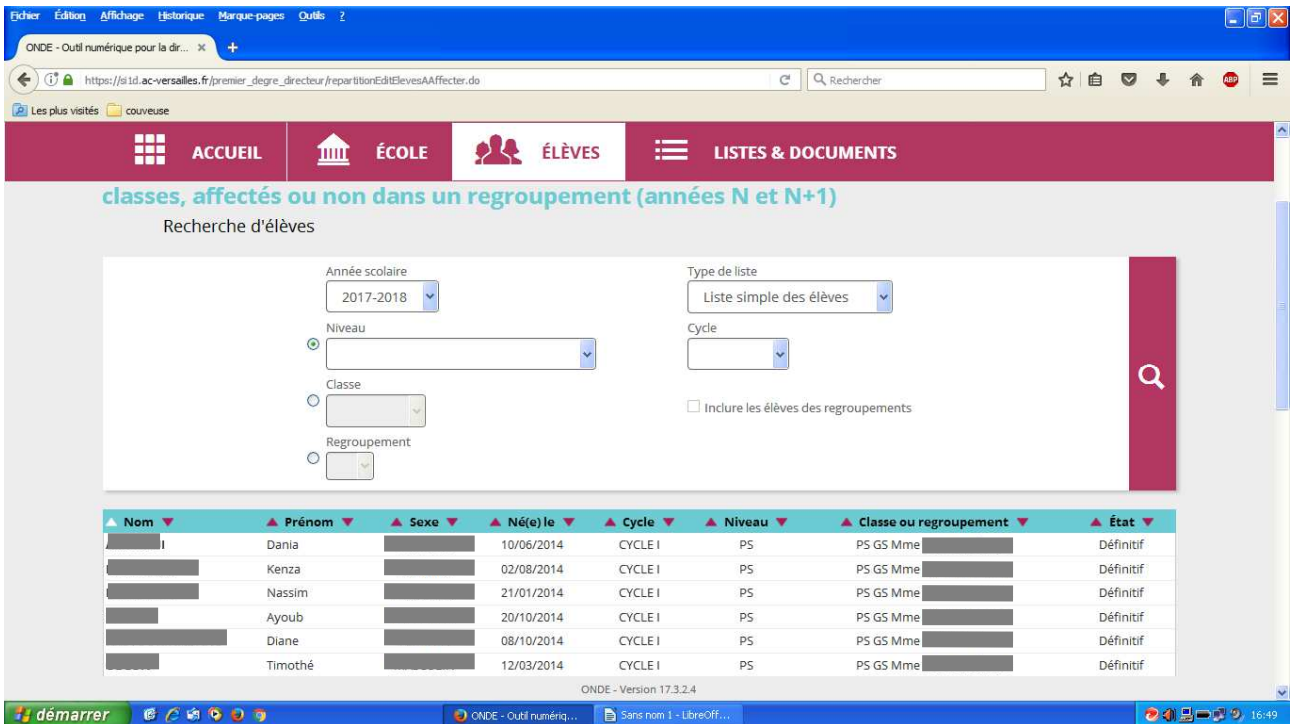 Fichier Édition Affichage Historique Marque-pages Outils ?
ONDE - Outil numérique pour la dir... × +
https://si1d.ac-versailles.fr/premier_degre_directeur/repartitionEditElevesAAffecter.do Rechercher ABP
Les plus visités couveuse
ACCUEIL ÉCOLE ÉLÈVES LISTES & DOCUMENTS
classes, affectés ou non dans un regroupement (années N et N+1)
Recherche d'élèves
Année scolaire Type de liste
2017-2018 Liste simple des élèves
Niveau Cycle
Classe
Inclure les élèves des regroupements
Regroupement
Nom Prénom Sexe Né(e) le Cycle Niveau Classe ou regroupement État
Dania 10/06/2014 CYCLE I PS PS GS Mme Définitif
Kenza 02/08/2014 CYCLE I PS PS GS Mme Définitif
Nassim 21/01/2014 CYCLE I PS PS GS Mme Définitif
Ayoub 20/10/2014 CYCLE I PS PS GS Mme Définitif
Diane 08/10/2014 CYCLE I PS PS GS Mme Définitif
Timothé 12/03/2014 CYCLE I PS PS GS Mme Définitif
ONDE - Version 17.3.2.4
démarrer ONDE - Outil numériq... Sans nom 1 - LibreOff... 16:49